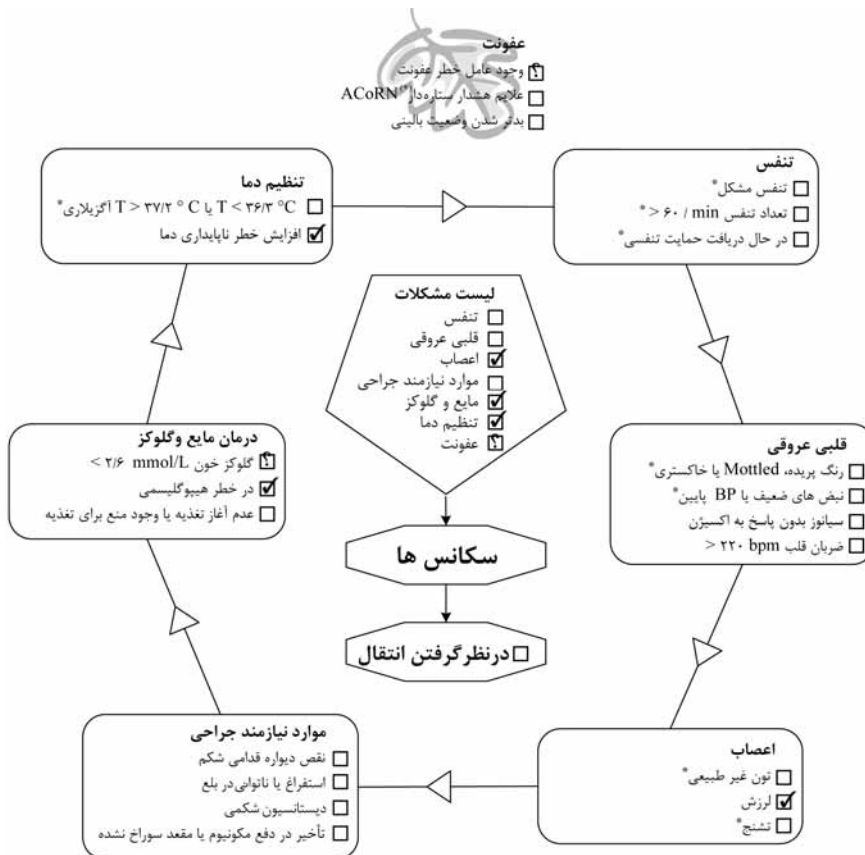 عفونت
وجود عامل خطر عفونت
علایم هشدار ستاره‌دار* ACoRN
بدتر شدن وضعیت بالینی
تنفس
تنفس مشکل*
تعداد تنفس ۶۰ / min < *
در حال دریافت حمایت تنفسی*
قلبی عروقی
رنگ پریده، Mottled یا خاکستری*
نبض های ضعیف یا BP پایین*
سیانوز بدون پاسخ به اکسیژن
ضربان قلب ۲۲۰ bpm >
اعصاب
تون غیر طبیعی*
لرزش
تشنج*
موارد نیازمند جراحی
نقص دیواره قدامی شکم
استفراغ یا ناتوانی در بلع
دیستانسیون شکمی
تأخیر در دفع مکونیوم یا مقعد سوراخ نشده
درمان مایع وگلوکز
گلوکز خون ۲/۶ mmol/L >
در خطر هیپوگلیسمی
عدم آغاز تغذیه یا وجود منع برای تغذیه
تنظیم دما
T < ۳۶/۳ °C یا T > ۳۷/۲ ° C آگزیلاری*
افزایش خطر ناپایداری دما
لیست مشکلات
تنفس
قلبی عروقی
اعصاب
موارد نیازمند جراحی
مایع و گلوکز
تنظیم دما
عفونت
سکانس ها
درنظرگرفتن انتقال